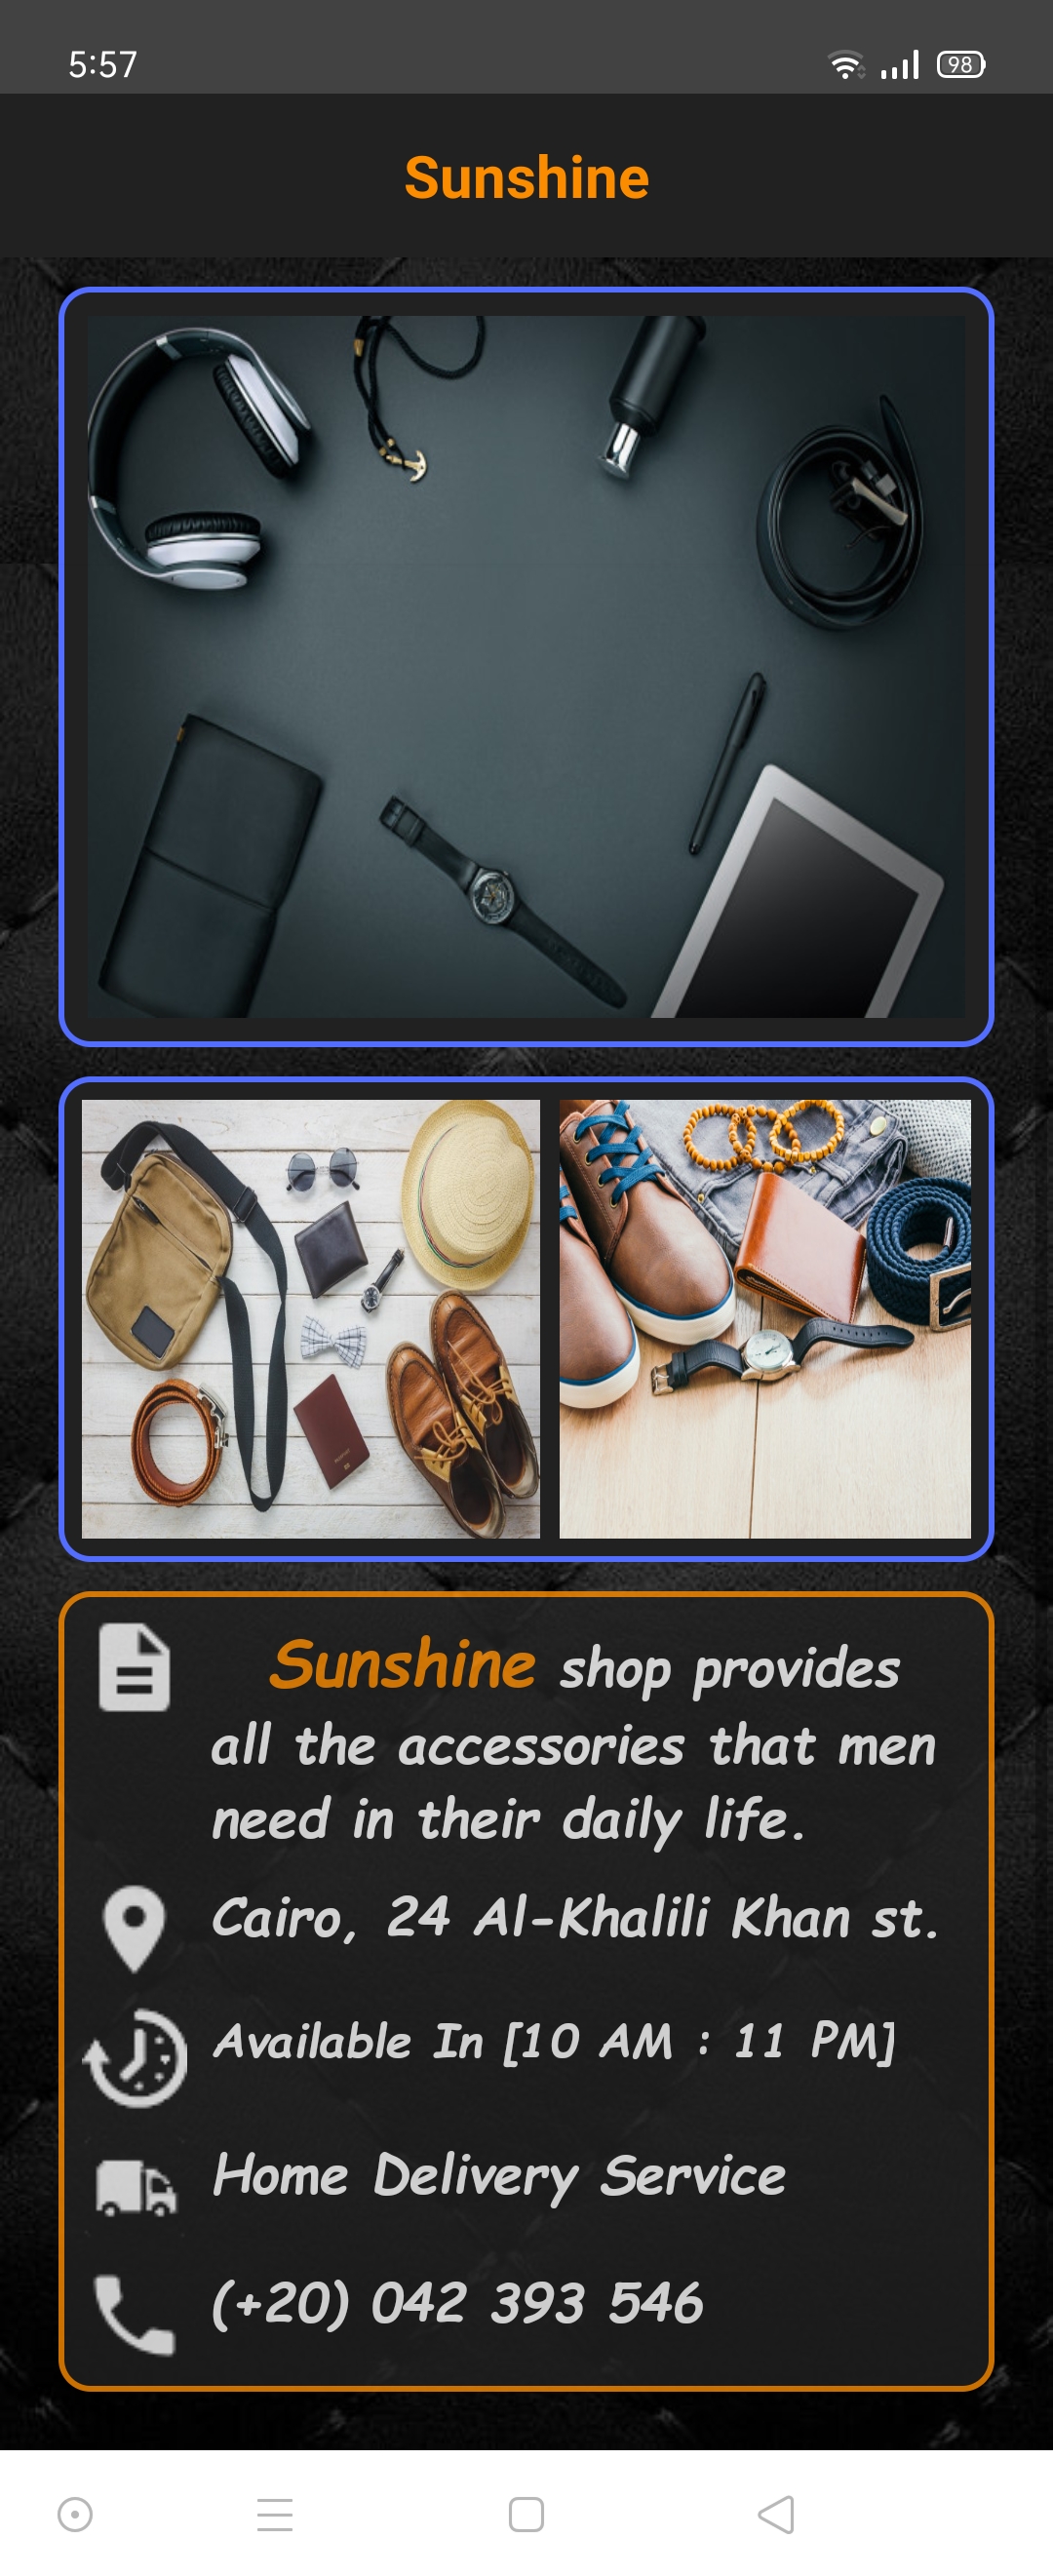 5:57
98
Sunshine
Sunshine shop provides
all the accessories that men
need in their daily life.
Cairo, 24 Al-Khalili Khan st.
Available In [10 AM : 11 PM]
Home Delivery Service
(+20) 042 393 546